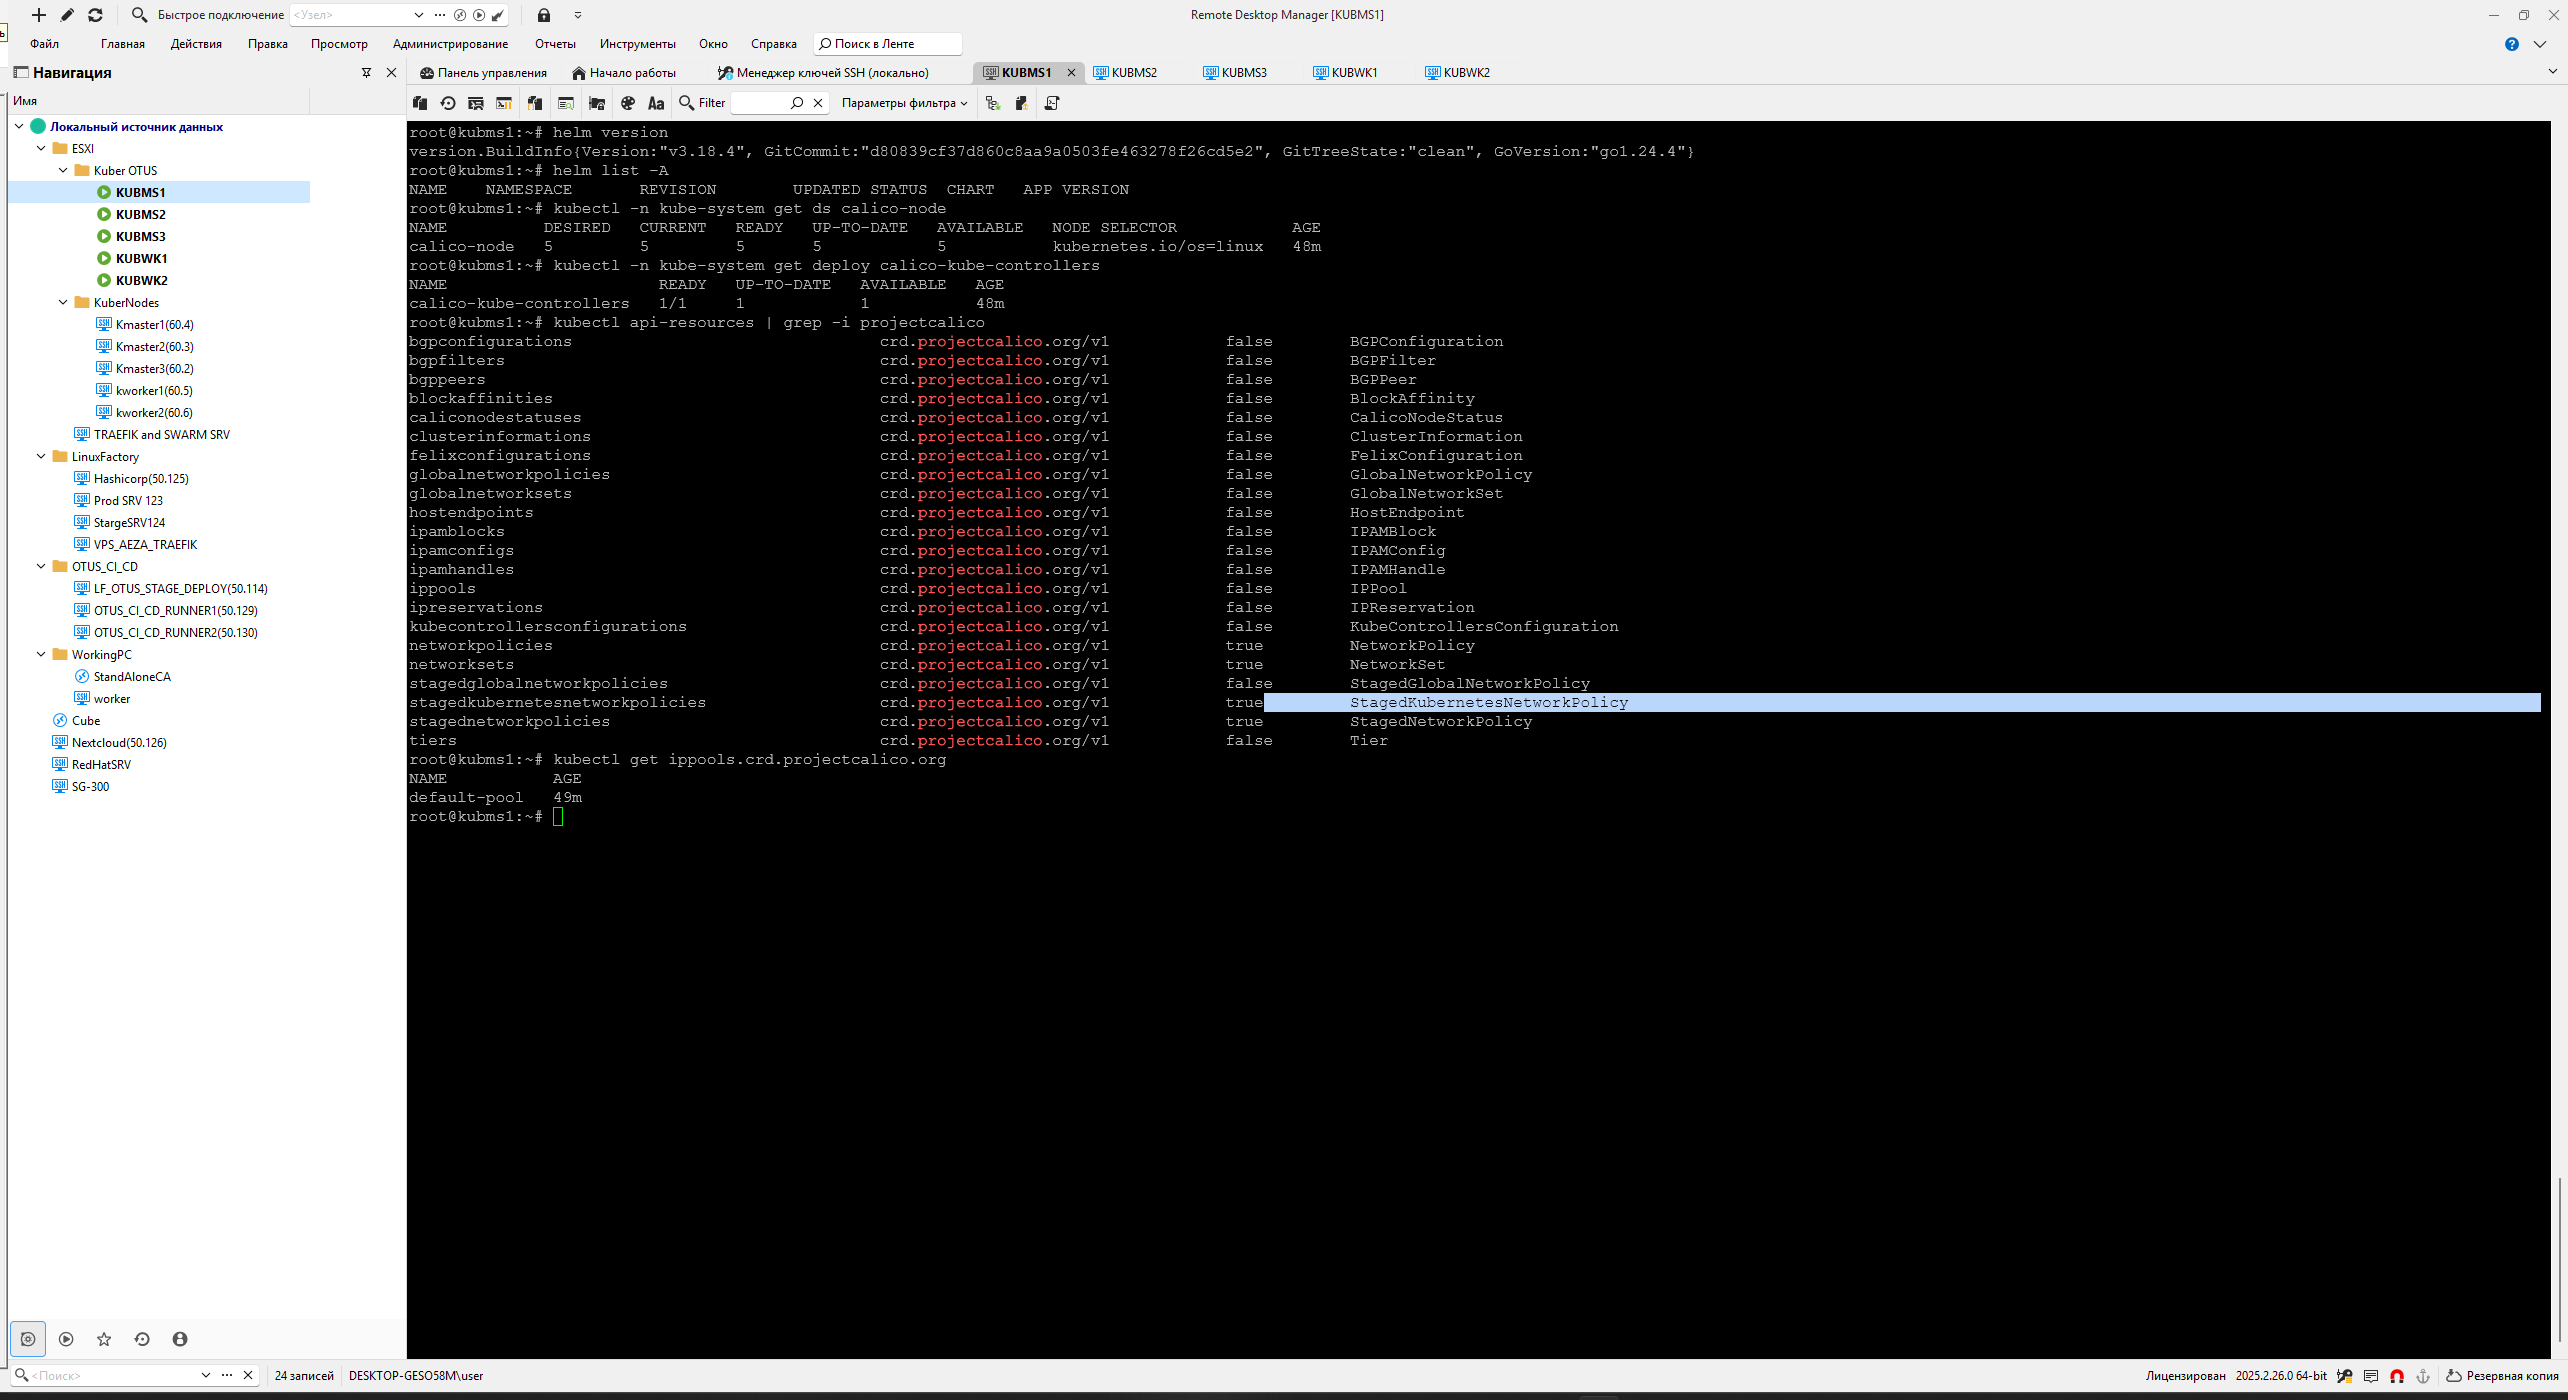 Быстрое подключение <Узел>
Remote Desktop Manager [KUBMS1]
Файл Главная Действия Правка Просмотр Администрирование Отчеты Инструменты Окно Справка Поиск в Ленте
Навигация
Панель управления Начало работы Менеджер ключей SSH (локально) KUBMS1 KUBMS2 KUBMS3 KUBWK1 KUBWK2
Filter Параметры фильтра
Имя
Локальный источник данных
ESXI
Kuber OTUS
KUBMS1
KUBMS2
KUBMS3
KUBWK1
KUBWK2
KuberNodes
Kmaster1(60.4)
Kmaster2(60.3)
Kmaster3(60.2)
kworker1(60.5)
kworker2(60.6)
TRAEFIK and SWARM SRV
LinuxFactory
Hashicorp(50.125)
Prod SRV 123
StargeSRV124
VPS_AEZA_TRAEFIK
OTUS_CI_CD
LF_OTUS_STAGE_DEPLOY(50.114)
OTUS_CI_CD_RUNNER1(50.129)
OTUS_CI_CD_RUNNER2(50.130)
WorkingPC
StandAloneCA
worker
Cube
Nextcloud(50.126)
RedHatSRV
SG-300
root@kubms1:~# helm version
version.BuildInfo{Version:"v3.18.4", GitCommit:"d80839cf37d860c8aa9a0503fe463278f26cd5e2", GitTreeState:"clean", GoVersion:"go1.24.4"}
root@kubms1:~# helm list -A
NAME NAMESPACE REVISION UPDATED STATUS CHART APP VERSION
root@kubms1:~# kubectl -n kube-system get ds calico-node
NAME DESIRED CURRENT READY UP-TO-DATE AVAILABLE NODE SELECTOR AGE
calico-node 5 5 5 5 5 kubernetes.io/os=linux 48m
root@kubms1:~# kubectl -n kube-system get deploy calico-kube-controllers
NAME READY UP-TO-DATE AVAILABLE AGE
calico-kube-controllers 1/1 1 1 48m
root@kubms1:~# kubectl api-resources | grep -i projectcalico
bgpconfigurations crd.projectcalico.org/v1 false BGPConfiguration
bgpfilters crd.projectcalico.org/v1 false BGPFilter
bgppeers crd.projectcalico.org/v1 false BGPPeer
blockaffinities crd.projectcalico.org/v1 false BlockAffinity
caliconodestatuses crd.projectcalico.org/v1 false CalicoNodeStatus
clusterinformations crd.projectcalico.org/v1 false ClusterInformation
felixconfigurations crd.projectcalico.org/v1 false FelixConfiguration
globalnetworkpolicies crd.projectcalico.org/v1 false GlobalNetworkPolicy
globalnetworksets crd.projectcalico.org/v1 false GlobalNetworkSet
hostendpoints crd.projectcalico.org/v1 false HostEndpoint
ipamblocks crd.projectcalico.org/v1 false IPAMBlock
ipamconfigs crd.projectcalico.org/v1 false IPAMConfig
ipamhandles crd.projectcalico.org/v1 false IPAMHandle
ippools crd.projectcalico.org/v1 false IPPool
ipreservations crd.projectcalico.org/v1 false IPReservation
kubecontrollersconfigurations crd.projectcalico.org/v1 false KubeControllersConfiguration
networkpolicies crd.projectcalico.org/v1 true NetworkPolicy
networksets crd.projectcalico.org/v1 true NetworkSet
stagedglobalnetworkpolicies crd.projectcalico.org/v1 false StagedGlobalNetworkPolicy
stagedkubernetesnetworkpolicies crd.projectcalico.org/v1 true StagedKubernetesNetworkPolicy
stagednetworkpolicies crd.projectcalico.org/v1 true StagedNetworkPolicy
tiers crd.projectcalico.org/v1 false Tier
root@kubms1:~# kubectl get ippools.crd.projectcalico.org
NAME AGE
default-pool 49m
root@kubms1:~#
<Поиск> 24 записей DESKTOP-GESO58M\user Лицензирован 2025.2.26.0 64-bit Резервная копия